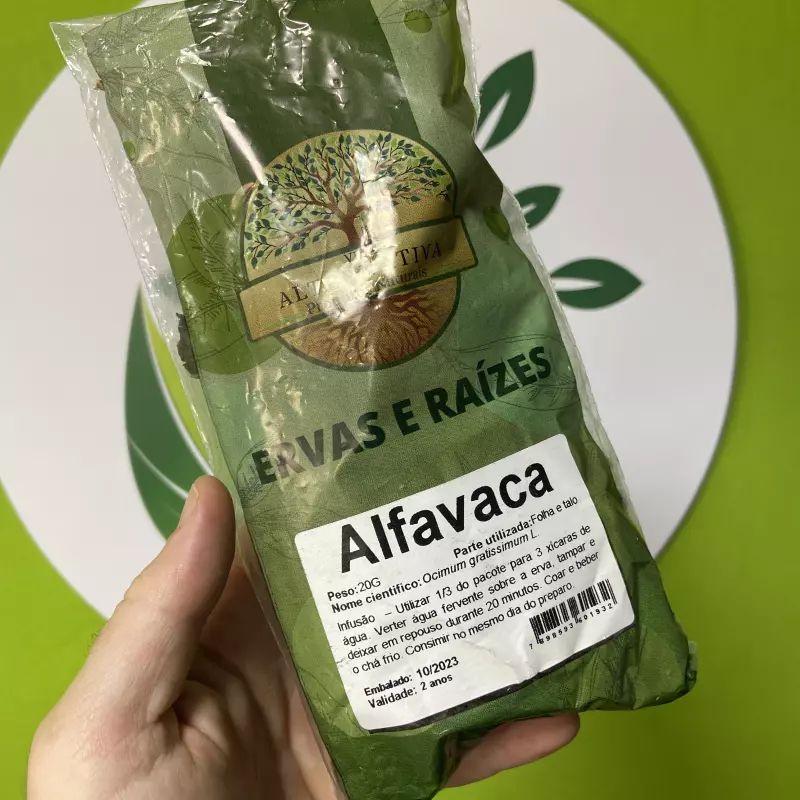 ERVAS E RAÍZES
Alfavaca
Parte utilizada:Folha e talo
Peso:20G
Nome científico:Ocimum gratissimum L.
Infusão – Utilizar 1/3 do pacote para 3 xícaras de
água. Verter água fervente sobre a erva, tampar e
deixar em repouso durante 20 minutos. Coar e beber
o chá frio. Consimir no mesmo dia do preparo.
Embalado: 10/2023
Validade: 2 anos